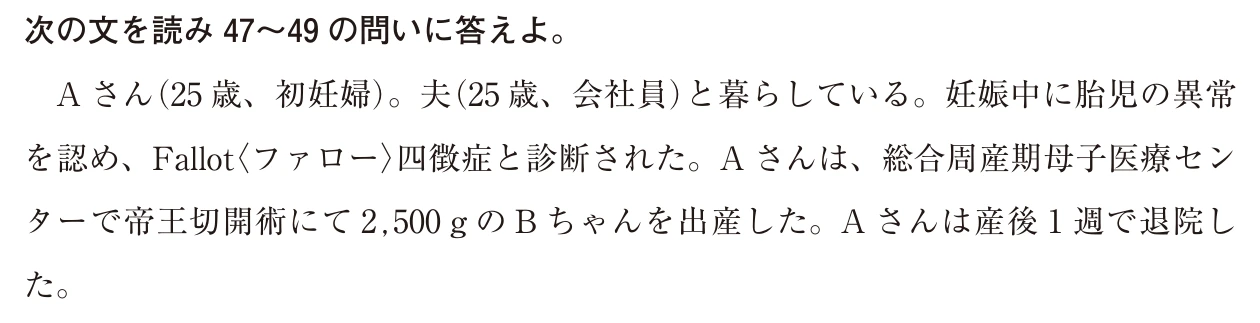 次の文を読み 47～49 の問いに答えよ。
A さん(25 歳、初妊婦)。夫(25 歳、会社員)と暮らしている。妊娠中に胎児の異常
を認め、Fallot〈ファロー〉四徴症と診断された。A さんは、総合周産期母子医療セン
ターで帝王切開術にて 2,500 g の B ちゃんを出産した。A さんは産後 1 週で退院し
た。